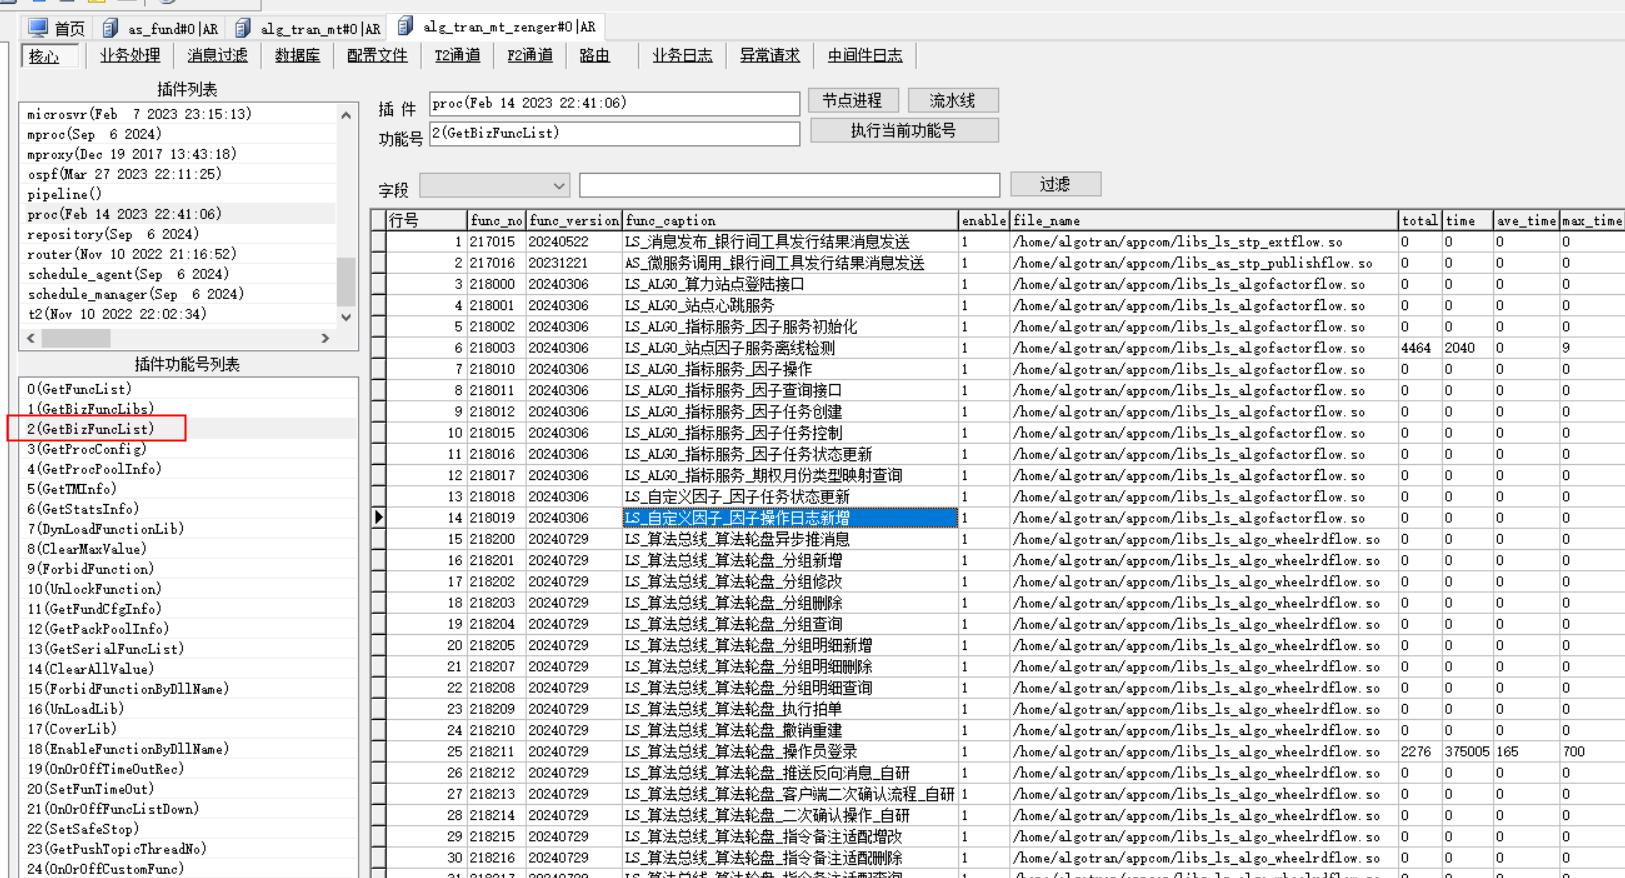 首页 as_fund#0|AR alg_tran_mt#0|AR alg_tran_mt_zenger#0|AR
核心 业务处理 消息过滤 数据库 配置文件 T2通道 F2通道 路由 业务日志 异常请求 中间件日志
插件列表
microsvr(Feb  7 2023 23:15:13)
mproc(Sep  6 2024)
mproxy(Dec 19 2017 13:43:18)
ospf(Mar 27 2023 22:11:25)
pipeline()
proc(Feb 14 2023 22:41:06)
repository(Sep  6 2024)
router(Nov 10 2022 21:16:52)
schedule_agent(Sep  6 2024)
schedule_manager(Sep  6 2024)
t2(Nov 10 2022 22:02:34)
插件功能号列表
0(GetFuncList)
1(GetBizFuncLibs)
2(GetBizFuncList)
3(GetProcConfig)
4(GetProcPoolInfo)
5(GetTMInfo)
6(GetStatsInfo)
7(DynLoadFunctionLib)
8(ClearMaxValue)
9(ForbidFunction)
10(UnLockFunction)
11(GetFundCfgInfo)
12(GetPackPoolInfo)
13(GetSerialFuncList)
14(ClearAllValue)
15(ForbidFunctionByDllName)
16(UnLoadLib)
17(CoverLib)
18(EnableFunctionByDllName)
19(OnOrOffTimeOutRec)
20(SetFunTimeOut)
21(OnOrOffFuncListDown)
22(SetSafeStop)
23(GetPushTopicThreadNo)
24(OnOrOffCustomFunc)
插 件 proc(Feb 14 2023 22:41:06) 节点进程 流水线
功能号 2(GetBizFuncList) 执行当前功能号
字段 过滤
行号 func_no func_version func_caption enable file_name total time ave_time max_time
1 217015 20240522 LS_消息发布_银行间工具发行结果消息发送 1 /home/algotran/appcom/libs_ls_stp_extflow.so 0 0 0 0
2 217016 20231221 AS_微服务调用_银行间工具发行结果消息发送 1 /home/algotran/appcom/libs_as_stp_publishflow.so 0 0 0 0
3 218000 20240306 LS_ALGO_算力站点登陆接口 1 /home/algotran/appcom/libs_ls_algofactorflow.so 0 0 0 0
4 218001 20240306 LS_ALGO_站点心跳服务 1 /home/algotran/appcom/libs_ls_algofactorflow.so 0 0 0 0
5 218002 20240306 LS_ALGO_指标服务_因子服务初始化 1 /home/algotran/appcom/libs_ls_algofactorflow.so 0 0 0 0
6 218003 20240306 LS_ALGO_站点因子服务离线检测 1 /home/algotran/appcom/libs_ls_algofactorflow.so 4464 2040 0 9
7 218010 20240306 LS_ALGO_指标服务_因子操作 1 /home/algotran/appcom/libs_ls_algofactorflow.so 0 0 0 0
8 218011 20240306 LS_ALGO_指标服务_因子查询接口 1 /home/algotran/appcom/libs_ls_algofactorflow.so 0 0 0 0
9 218012 20240306 LS_ALGO_指标服务_因子任务创建 1 /home/algotran/appcom/libs_ls_algofactorflow.so 0 0 0 0
10 218015 20240306 LS_ALGO_指标服务_因子任务控制 1 /home/algotran/appcom/libs_ls_algofactorflow.so 0 0 0 0
11 218016 20240306 LS_ALGO_指标服务_因子任务状态更新 1 /home/algotran/appcom/libs_ls_algofactorflow.so 0 0 0 0
12 218017 20240306 LS_ALGO_指标服务_期权月份类型映射查询 1 /home/algotran/appcom/libs_ls_algofactorflow.so 0 0 0 0
13 218018 20240306 LS_自定义因子_因子任务状态更新 1 /home/algotran/appcom/libs_ls_algofactorflow.so 0 0 0 0
14 218019 20240306 LS_自定义因子_因子操作日志新增 1 /home/algotran/appcom/libs_ls_algofactorflow.so 0 0 0 0
15 218200 20240729 LS_算法总线_算法轮盘异步推消息 1 /home/algotran/appcom/libs_ls_algo_wheelrdflow.so 0 0 0 0
16 218201 20240729 LS_算法总线_算法轮盘_分组新增 1 /home/algotran/appcom/libs_ls_algo_wheelrdflow.so 0 0 0 0
17 218202 20240729 LS_算法总线_算法轮盘_分组修改 1 /home/algotran/appcom/libs_ls_algo_wheelrdflow.so 0 0 0 0
18 218203 20240729 LS_算法总线_算法轮盘_分组删除 1 /home/algotran/appcom/libs_ls_algo_wheelrdflow.so 0 0 0 0
19 218204 20240729 LS_算法总线_算法轮盘_分组查询 1 /home/algotran/appcom/libs_ls_algo_wheelrdflow.so 0 0 0 0
20 218205 20240729 LS_算法总线_算法轮盘_分组明细新增 1 /home/algotran/appcom/libs_ls_algo_wheelrdflow.so 0 0 0 0
21 218207 20240729 LS_算法总线_算法轮盘_分组明细删除 1 /home/algotran/appcom/libs_ls_algo_wheelrdflow.so 0 0 0 0
22 218208 20240729 LS_算法总线_算法轮盘_分组明细查询 1 /home/algotran/appcom/libs_ls_algo_wheelrdflow.so 0 0 0 0
23 218209 20240729 LS_算法总线_算法轮盘_执行拍单 1 /home/algotran/appcom/libs_ls_algo_wheelrdflow.so 0 0 0 0
24 218210 20240729 LS_算法总线_算法轮盘_撤销重建 1 /home/algotran/appcom/libs_ls_algo_wheelrdflow.so 0 0 0 0
25 218211 20240729 LS_算法总线_算法轮盘_操作员登录 1 /home/algotran/appcom/libs_ls_algo_wheelrdflow.so 2276 375005 165 700
26 218212 20240729 LS_算法总线_算法轮盘_推送反向消息_自研 1 /home/algotran/appcom/libs_ls_algo_wheelrdflow.so 0 0 0 0
27 218213 20240729 LS_算法总线_算法轮盘_客户端二次确认流程_自研 1 /home/algotran/appcom/libs_ls_algo_wheelrdflow.so 0 0 0 0
28 218214 20240729 LS_算法总线_算法轮盘_二次确认操作_自研 1 /home/algotran/appcom/libs_ls_algo_wheelrdflow.so 0 0 0 0
29 218215 20240729 LS_算法总线_算法轮盘_指令备注适配增改 1 /home/algotran/appcom/libs_ls_algo_wheelrdflow.so 0 0 0 0
30 218216 20240729 LS_算法总线_算法轮盘_指令备注适配删除 1 /home/algotran/appcom/libs_ls_algo_wheelrdflow.so 0 0 0 0